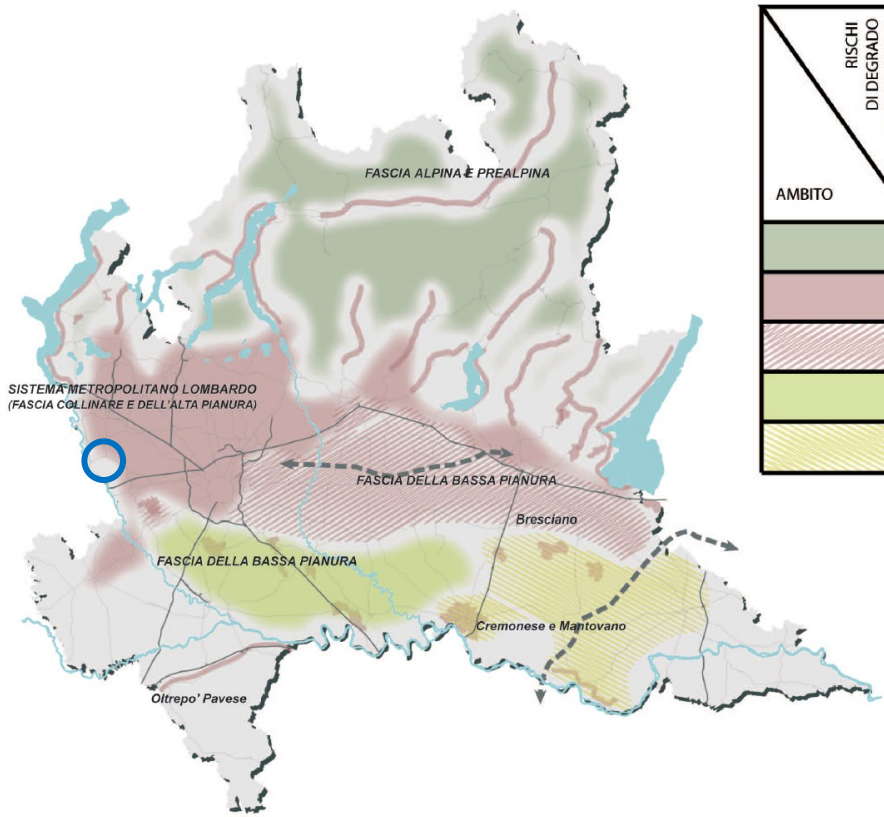 RISCHI
DI DEGRADO
AMBITO
FASCIA ALPINA E PREALPINA
SISTEMA METROPOLITANO LOMBARDO
(FASCIA COLLINARE E DELL'ALTA PIANURA)
FASCIA DELLA BASSA PIANURA
Bresciano
FASCIA DELLA BASSA PIANURA
Cremonese e Mantovano
Oltrepo' Pavese